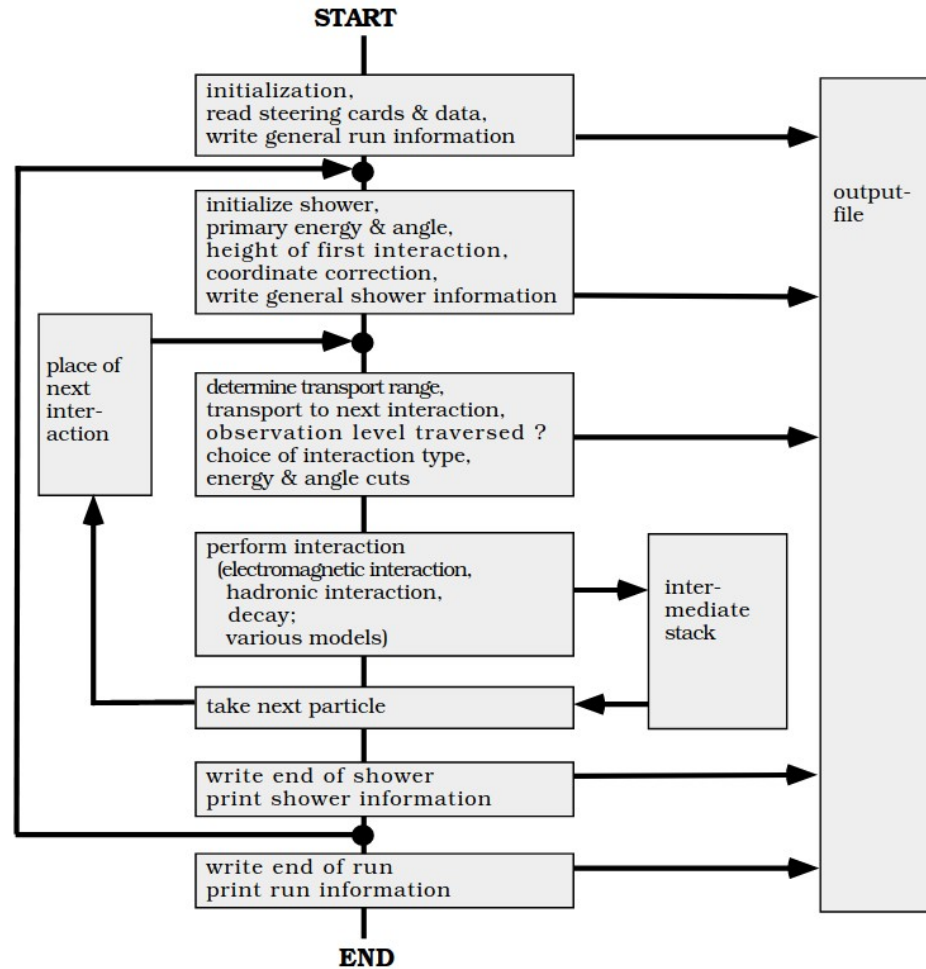 START
initialization,
read steering cards & data,
write general run information
output-
file
initialize shower,
primary energy & angle,
height of first interaction,
coordinate correction,
write general shower information
place of
next
inter-
action
determine transport range,
transport to next interaction,
observation level traversed ?
choice of interaction type,
energy & angle cuts
perform interaction
(electromagnetic interaction,
hadronic interaction,
decay;
various models)
inter-
mediate
stack
take next particle
write end of shower
print shower information
write end of run
print run information
END